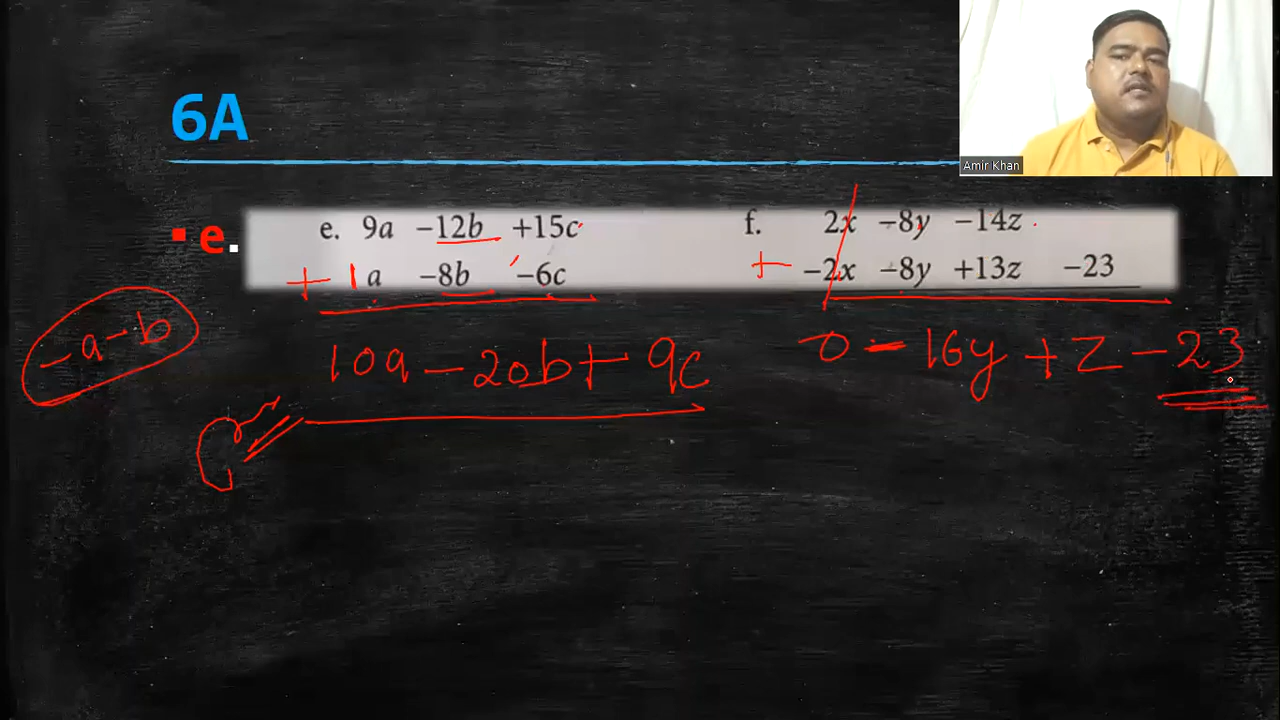 6A
Amir Khan
▪ e.
e. 9a −12b +15c
+ 1a −8b −6c
10a − 20b + 9c
f. 2x −8y −14z
+ −2x −8y +13z −23
0 − 16y + z − 23
−a−b